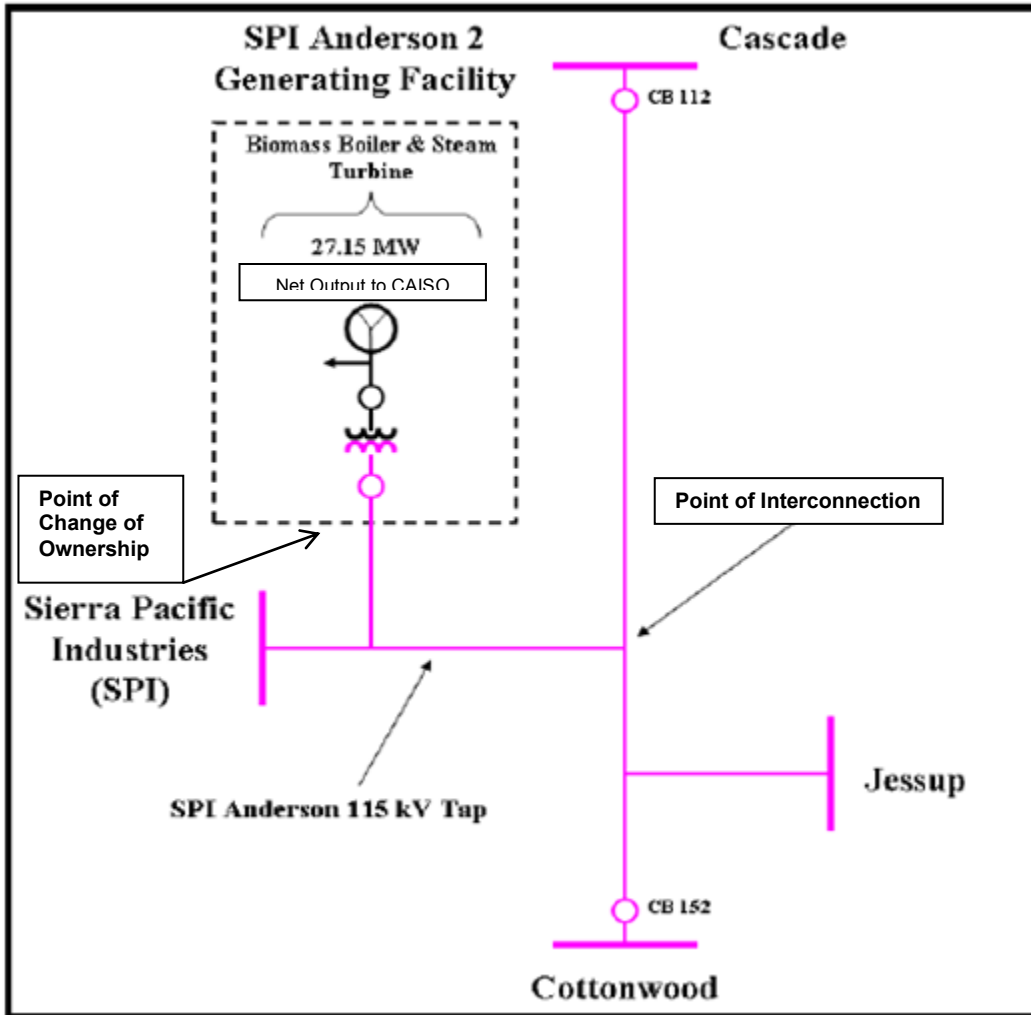 SPI Anderson 2
Generating Facility
Cascade
CB 112
Biomass Boiler & Steam
Turbine
27.15 MW
Net Output to CAISO
Point of
Change of
Ownership
Point of Interconnection
Sierra Pacific
Industries
(SPI)
Jessup
SPI Anderson 115 kV Tap
CB 152
Cottonwood